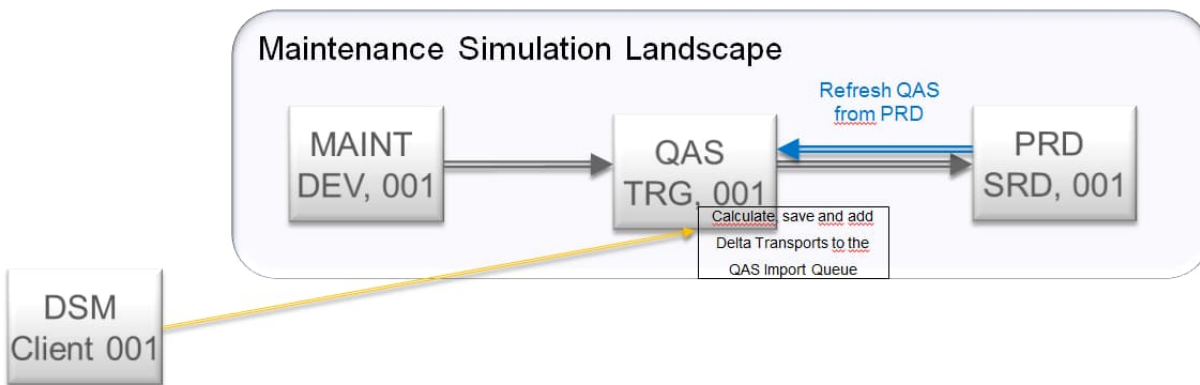 Maintenance Simulation Landscape
Refresh QAS
from PRD
MAINT
DEV, 001
QAS
TRG, 001
PRD
SRD, 001
Calculate, save and add
Delta Transports to the
QAS Import Queue
DSM
Client 001